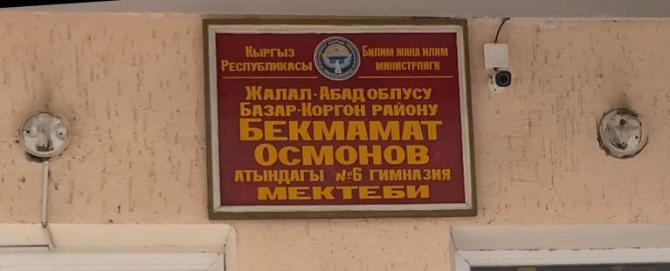 Кыргыз Республикасы
Билим жана илим министрлиги
Жалал-Абад облусу
Базар-Коргон району
Бекмамат
Осмонов
атындагы №6 гимназия
мектеби